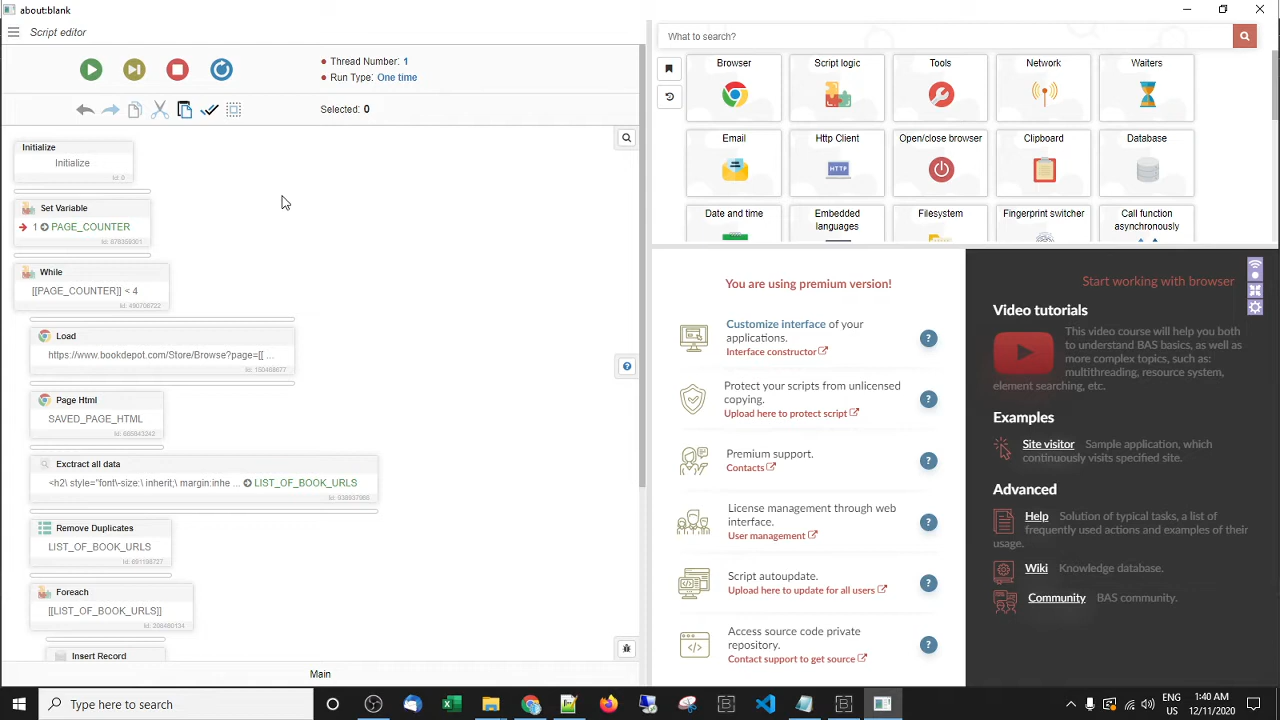 about:blank
Script editor
Thread Number: 1
Run Type: One time
Selected: 0
Initialize
Initialize
Id: 0
Set Variable
1 PAGE_COUNTER
While
[[PAGE_COUNTER]] < 4
Load
https://www.bookdepot.com/Store/Browse?page=[[ ...
Page Html
SAVED_PAGE_HTML
Exctract all data
<h2\ style="font\-size:\ inherit;\ margin:inhe ... LIST_OF_BOOK_URLS
Remove Duplicates
LIST_OF_BOOK_URLS
foreach
[[LIST_OF_BOOK_URLS]]
Insert Record
Main
What to search?
Browser
Script logic
Tools
Network
Waiters
Email
Http Client
HTTP
Open/close browser
Clipboard
Database
Date and time
Embedded
languages
Filesystem
Fingerprint switcher
Call function
asynchronously
You are using premium version!
Customize interface of your
applications.
Interface constructor
Protect your scripts from unlicensed
copying.
Upload here to protect script
Premium support.
Contacts
License management through web
interface.
User management
Script autoupdate.
Upload here to update for all users
Access source code private
repository.
Contact support to get source
Start working with browser
Video tutorials
This video course will help you both
to understand BAS basics, as well as
more complex topics, such as:
multithreading, resource system,
element searching, etc.
Examples
Site visitor Sample application, which
continuously visits specified site.
Advanced
Help Solution of typical tasks, a list of
frequently used actions and examples of their
usage.
Wiki Knowledge database.
Community BAS community.
Type here to search
ENG
US
1:40 AM
12/11/2020